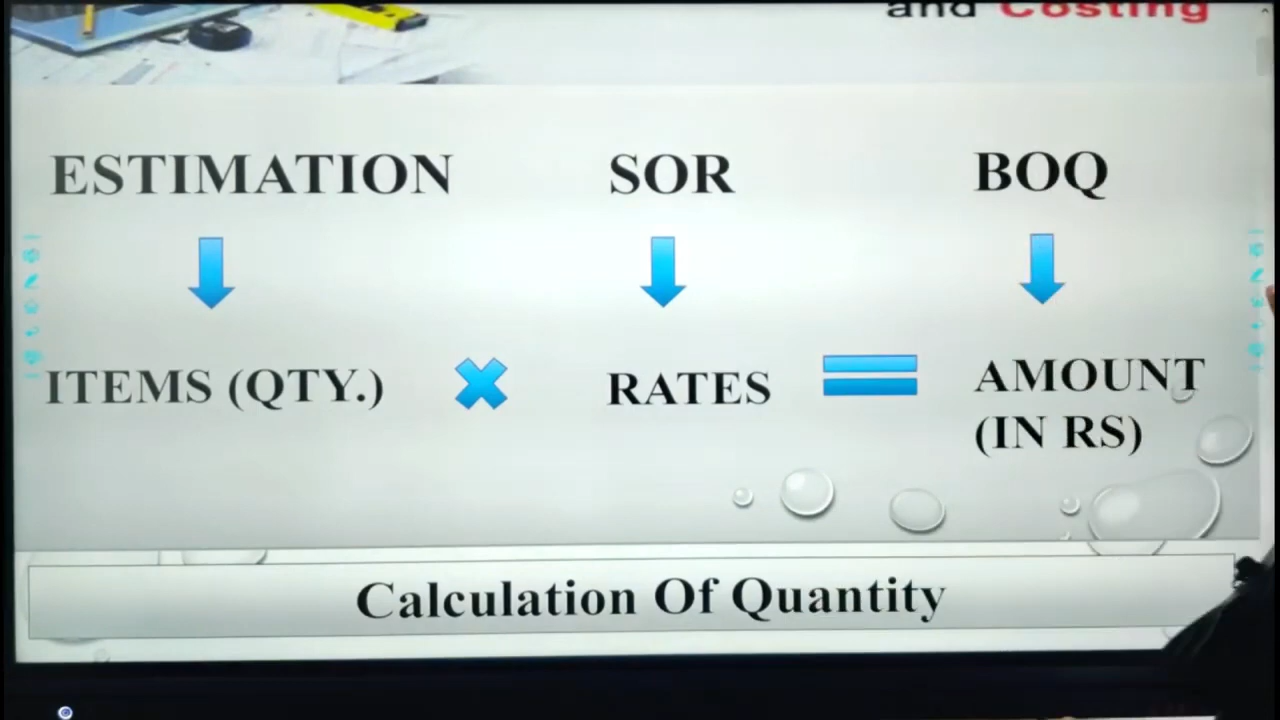 and Costing
ESTIMATION SOR BOQ
ITEMS (QTY.) RATES AMOUNT
(IN RS)
Calculation Of Quantity